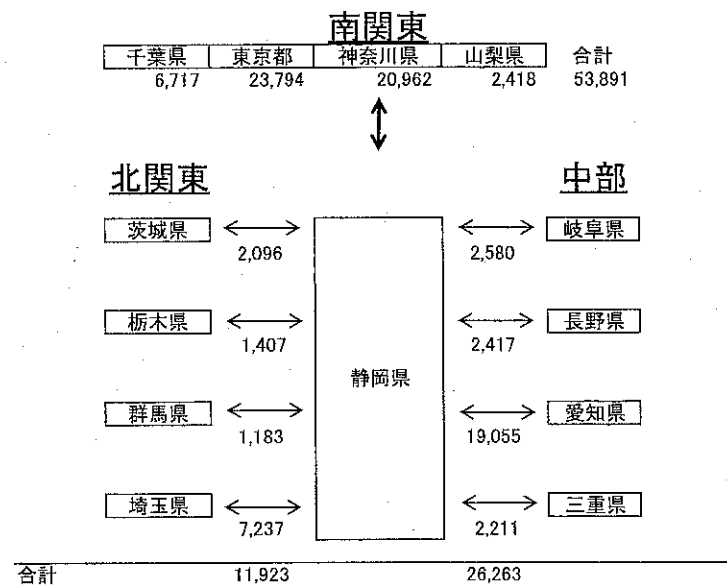 南関東
千葉県 東京都 神奈川県 山梨県 合計
6,717 23,794 20,962 2,418 53,891
北関東 中部
茨城県 岐阜県
2,096 2,580
栃木県 長野県
1,407 2,417
静岡県
群馬県 愛知県
1,183 19,055
埼玉県 三重県
7,237 2,211
合計 11,923 26,263